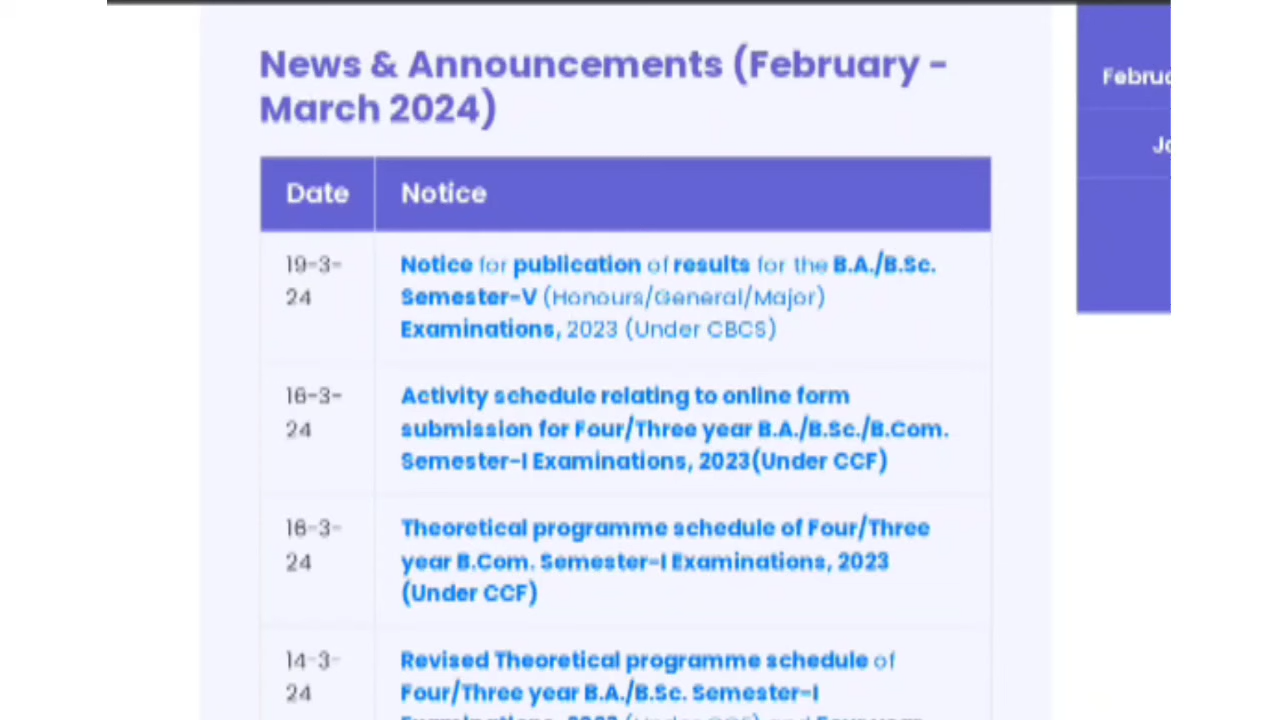 News & Announcements (February -
March 2024)
Date Notice
19-3-
24
Notice for publication of results for the B.A./B.Sc.
Semester-V (Honours/General/Major)
Examinations, 2023 (Under CBCS)
16-3-
24
Activity schedule relating to online form
submission for Four/Three year B.A./B.Sc./B.Com.
Semester-I Examinations, 2023(Under CCF)
16-3-
24
Theoretical programme schedule of Four/Three
year B.Com. Semester-I Examinations, 2023
(Under CCF)
14-3-
24
Revised Theoretical programme schedule of
Four/Three year B.A./B.Sc. Semester-I